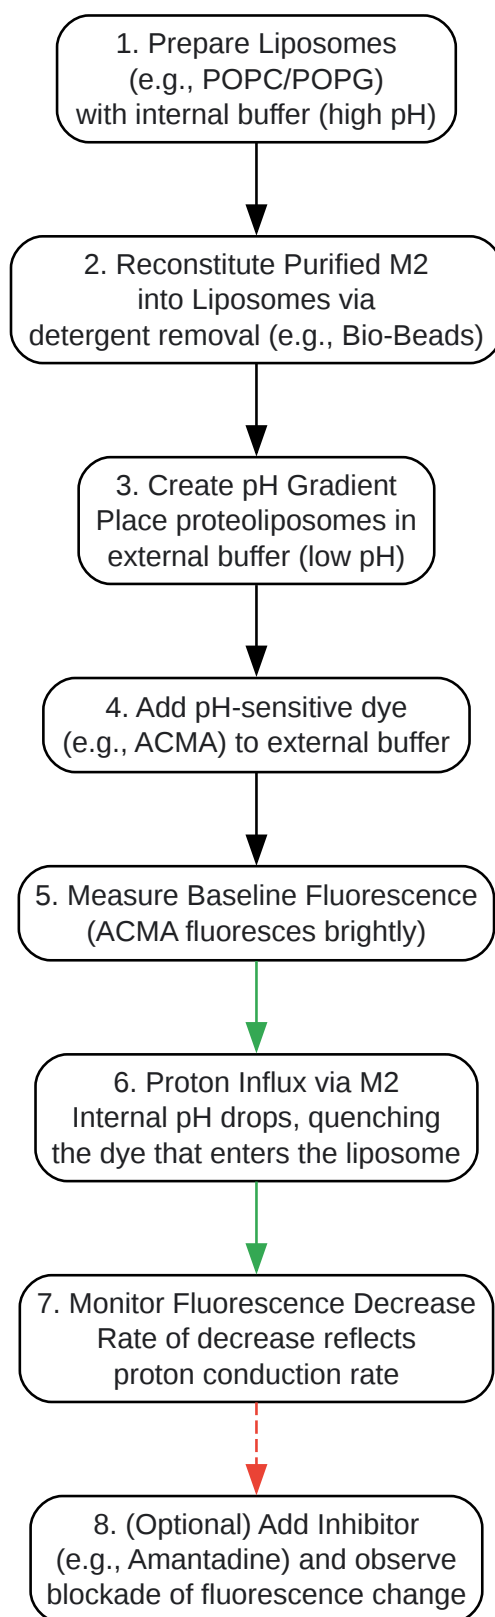 1. Prepare Liposomes
(e.g., POPC/POPG)
with internal buffer (high pH)
2. Reconstitute Purified M2
into Liposomes via
detergent removal (e.g., Bio-Beads)
3. Create pH Gradient
Place proteoliposomes in
external buffer (low pH)
4. Add pH-sensitive dye
(e.g., ACMA) to external buffer
5. Measure Baseline Fluorescence
(ACMA fluoresces brightly)
6. Proton Influx via M2
Internal pH drops, quenching
the dye that enters the liposome
7. Monitor Fluorescence Decrease
Rate of decrease reflects
proton conduction rate
8. (Optional) Add Inhibitor
(e.g., Amantadine) and observe
blockade of fluorescence change